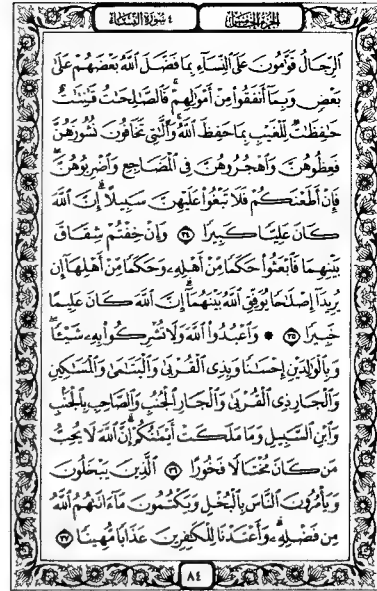 الجزء الخامس
٤ سورة النساء
ٱلرِّجَالُ قَوَّٰمُونَ عَلَى ٱلنِّسَآءِ بِمَا فَضَّلَ ٱللَّهُ بَعۡضَهُمۡ عَلَىٰ
بَعۡضٖ وَبِمَآ أَنفَقُواْ مِنۡ أَمۡوَٰلِهِمۡۚ فَٱلصَّٰلِحَٰتُ قَٰنِتَٰتٌ
حَٰفِظَٰتٞ لِّلۡغَيۡبِ بِمَا حَفِظَ ٱللَّهُۚ وَٱلَّٰتِي تَخَافُونَ نُشُوزَهُنَّ
فَعِظُوهُنَّ وَٱهۡجُرُوهُنَّ فِي ٱلۡمَضَاجِعِ وَٱضۡرِبُوهُنَّۖ
فَإِنۡ أَطَعۡنَكُمۡ فَلَا تَبۡغُواْ عَلَيۡهِنَّ سَبِيلًاۗ إِنَّ ٱللَّهَ
كَانَ عَلِيّٗا كَبِيرٗا ٣٤ وَإِنۡ خِفۡتُمۡ شِقَاقَ
بَيۡنِهِمَا فَٱبۡعَثُواْ حَكَمٗا مِّنۡ أَهۡلِهِۦ وَحَكَمٗا مِّنۡ أَهۡلِهَآ إِن
يُرِيدَآ إِصۡلَٰحٗا يُوَفِّقِ ٱللَّهُ بَيۡنَهُمَآۗ إِنَّ ٱللَّهَ كَانَ عَلِيمًا
خَبِيرٗا ٣٥ ۞ وَٱعۡبُدُواْ ٱللَّهَ وَلَا تُشۡرِكُواْ بِهِۦ شَيۡـٔٗاۖ
وَبِٱلۡوَٰلِدَيۡنِ إِحۡسَٰنٗا وَبِذِي ٱلۡقُرۡبَىٰ وَٱلۡيَتَٰمَىٰ وَٱلۡمَسَٰكِينِ
وَٱلۡجَارِ ذِي ٱلۡقُرۡبَىٰ وَٱلۡجَارِ ٱلۡجُنُبِ وَٱلصَّاحِبِ بِٱلۡجَنۢبِ
وَٱبۡنِ ٱلسَّبِيلِ وَمَا مَلَكَتۡ أَيۡمَٰنُكُمۡۗ إِنَّ ٱللَّهَ لَا يُحِبُّ
مَن كَانَ مُخۡتَالٗا فَخُورًا ٣٦ ٱلَّذِينَ يَبۡخَلُونَ
وَيَأۡمُرُونَ ٱلنَّاسَ بِٱلۡبُخۡلِ وَيَكۡتُمُونَ مَآ ءَاتَىٰهُمُ ٱللَّهُ
مِن فَضۡلِهِۦۗ وَأَعۡتَدۡنَا لِلۡكَٰفِرِينَ عَذَابٗا مُّهِينٗا ٣٧
٨٤